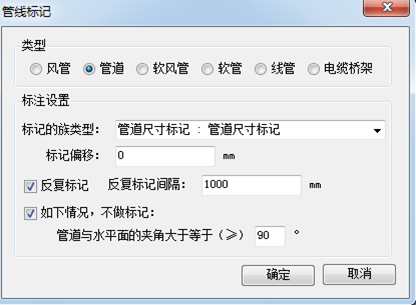 管线标记
类型
风管 管道 软风管 软管 线管 电缆桥架
标注设置
标记的族类型： 管道尺寸标记 : 管道尺寸标记
标记偏移： 0 mm
反复标记 反复标记间隔： 1000 mm
如下情况，不做标记：
管道与水平面的夹角大于等于（≥） 90 °
确定 取消